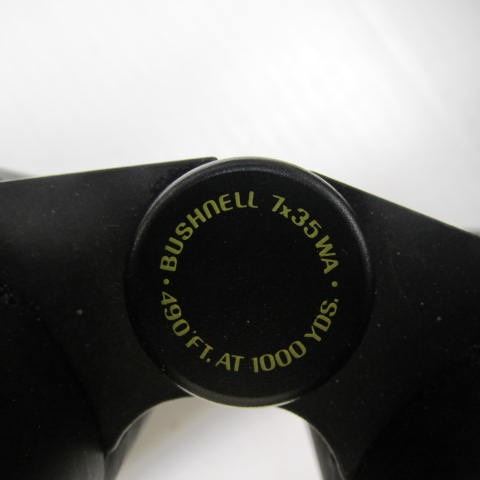 • BUSHNELL 7x35 WA •
490 FT. AT 1000 YDS.